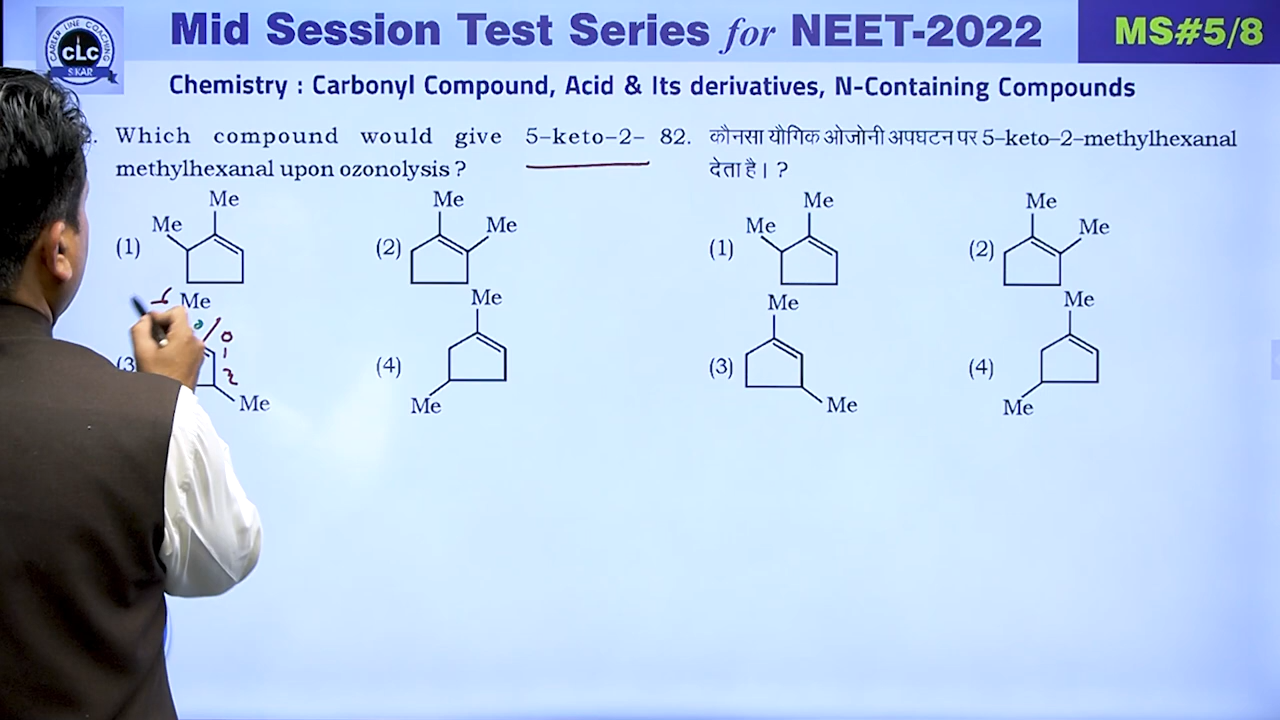 CAREER LINE COACHING
CLC
SIKAR
Mid Session Test Series for NEET-2022
MS#5/8
Chemistry : Carbonyl Compound, Acid & Its derivatives, N-Containing Compounds
Which compound would give 5–keto–2–
methylhexanal upon ozonolysis ?
Me
Me
(1)
Me
Me
(2)
Me
Me
Me
(4)
Me
82. कौनसा यौगिक ओजोनी अपघटन पर 5–keto–2–methylhexanal
देता है। ?
Me
Me
(1)
Me
Me
(2)
Me
(3)
Me
Me
(4)
Me